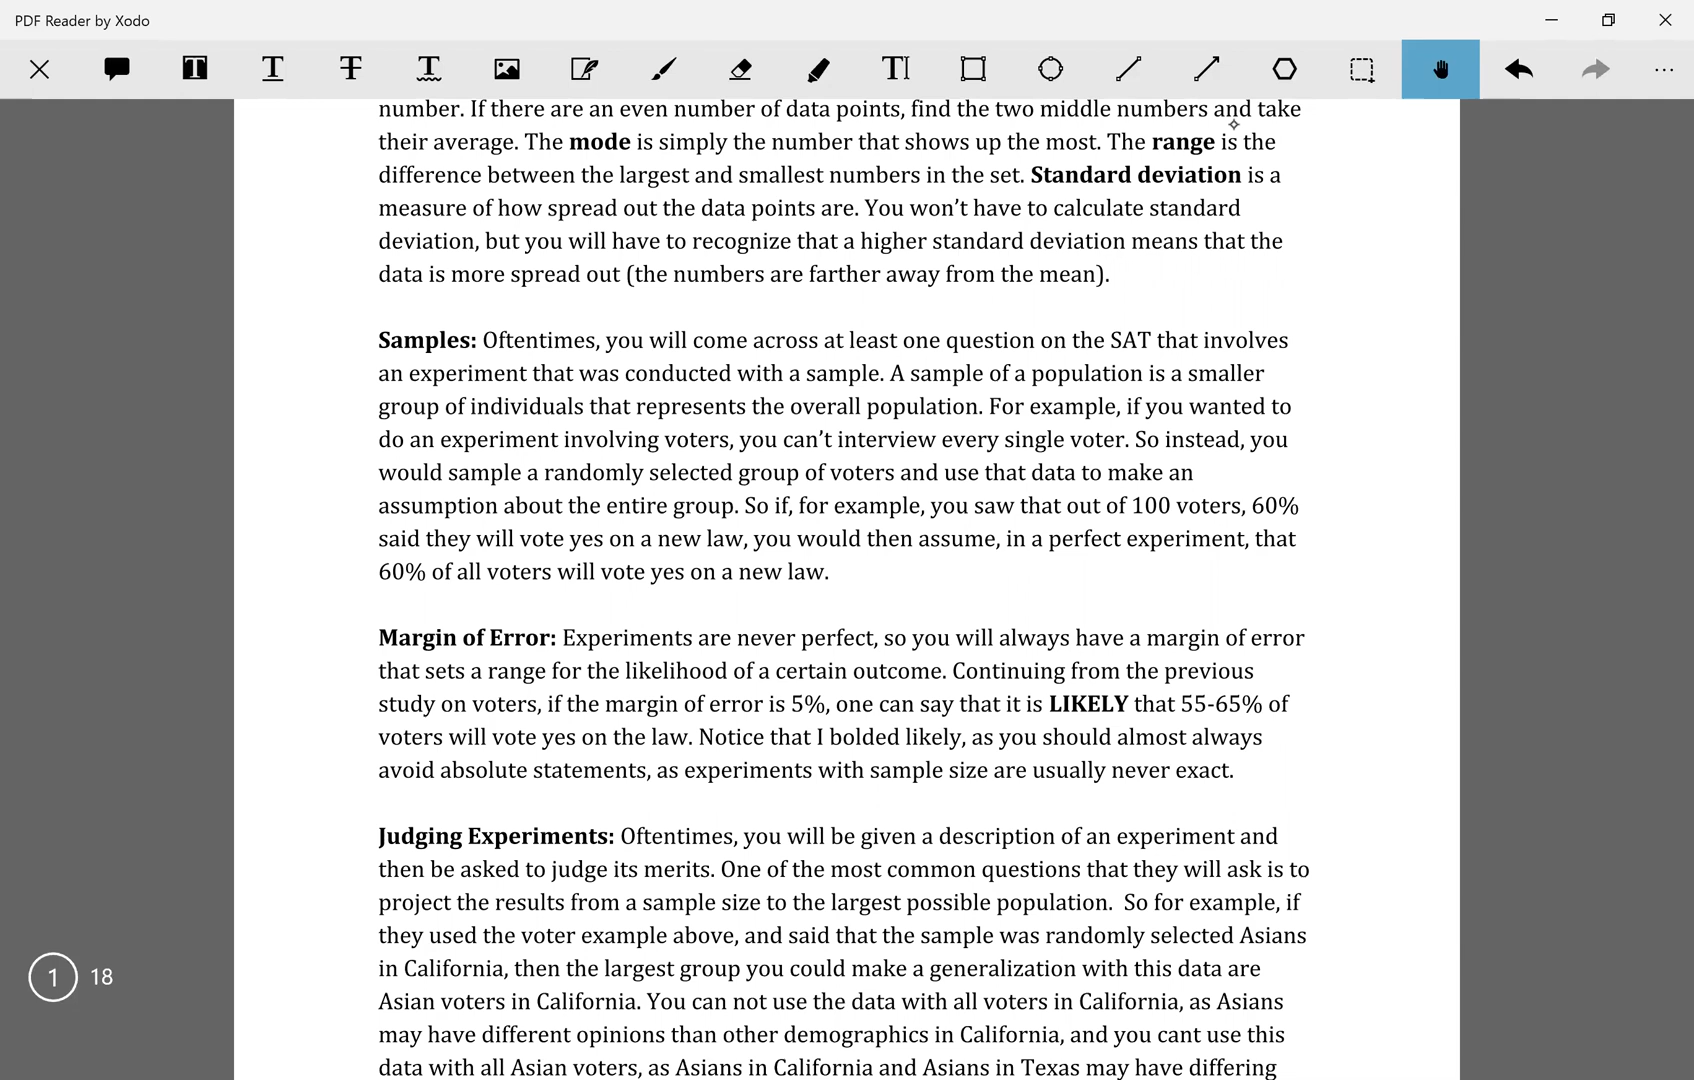 PDF Reader by Xodo
number. If there are an even number of data points, find the two middle numbers and take
their average. The mode is simply the number that shows up the most. The range is the
difference between the largest and smallest numbers in the set. Standard deviation is a
measure of how spread out the data points are. You won’t have to calculate standard
deviation, but you will have to recognize that a higher standard deviation means that the
data is more spread out (the numbers are farther away from the mean).
Samples: Oftentimes, you will come across at least one question on the SAT that involves
an experiment that was conducted with a sample. A sample of a population is a smaller
group of individuals that represents the overall population. For example, if you wanted to
do an experiment involving voters, you can’t interview every single voter. So instead, you
would sample a randomly selected group of voters and use that data to make an
assumption about the entire group. So if, for example, you saw that out of 100 voters, 60%
said they will vote yes on a new law, you would then assume, in a perfect experiment, that
60% of all voters will vote yes on a new law.
Margin of Error: Experiments are never perfect, so you will always have a margin of error
that sets a range for the likelihood of a certain outcome. Continuing from the previous
study on voters, if the margin of error is 5%, one can say that it is LIKELY that 55-65% of
voters will vote yes on the law. Notice that I bolded likely, as you should almost always
avoid absolute statements, as experiments with sample size are usually never exact.
Judging Experiments: Oftentimes, you will be given a description of an experiment and
then be asked to judge its merits. One of the most common questions that they will ask is to
project the results from a sample size to the largest possible population.  So for example, if
they used the voter example above, and said that the sample was randomly selected Asians
in California, then the largest group you could make a generalization with this data are
Asian voters in California. You can not use the data with all voters in California, as Asians
may have different opinions than other demographics in California, and you cant use this
data with all Asian voters, as Asians in California and Asians in Texas may have differing
1 18